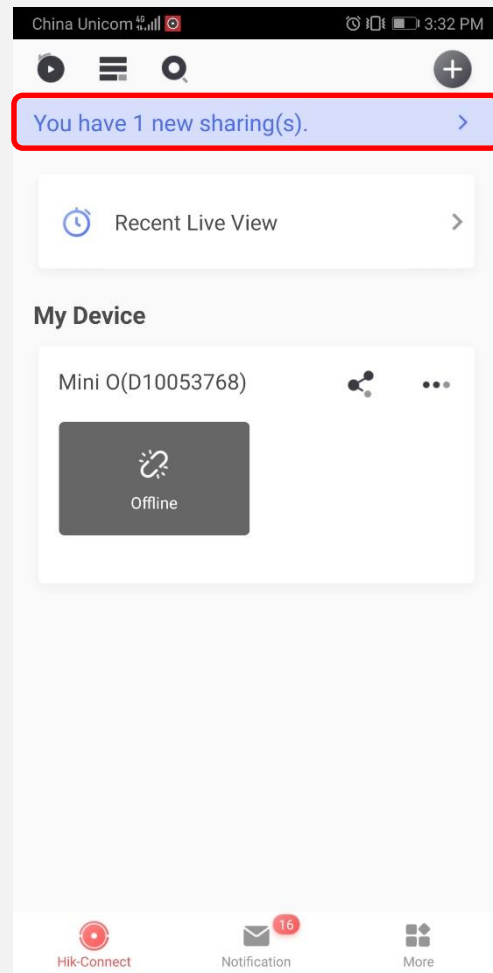 China Unicom 4G 3:32 PM
You have 1 new sharing(s).
Recent Live View
My Device
Mini O(D10053768)
Offline
16
Hik-Connect Notification More